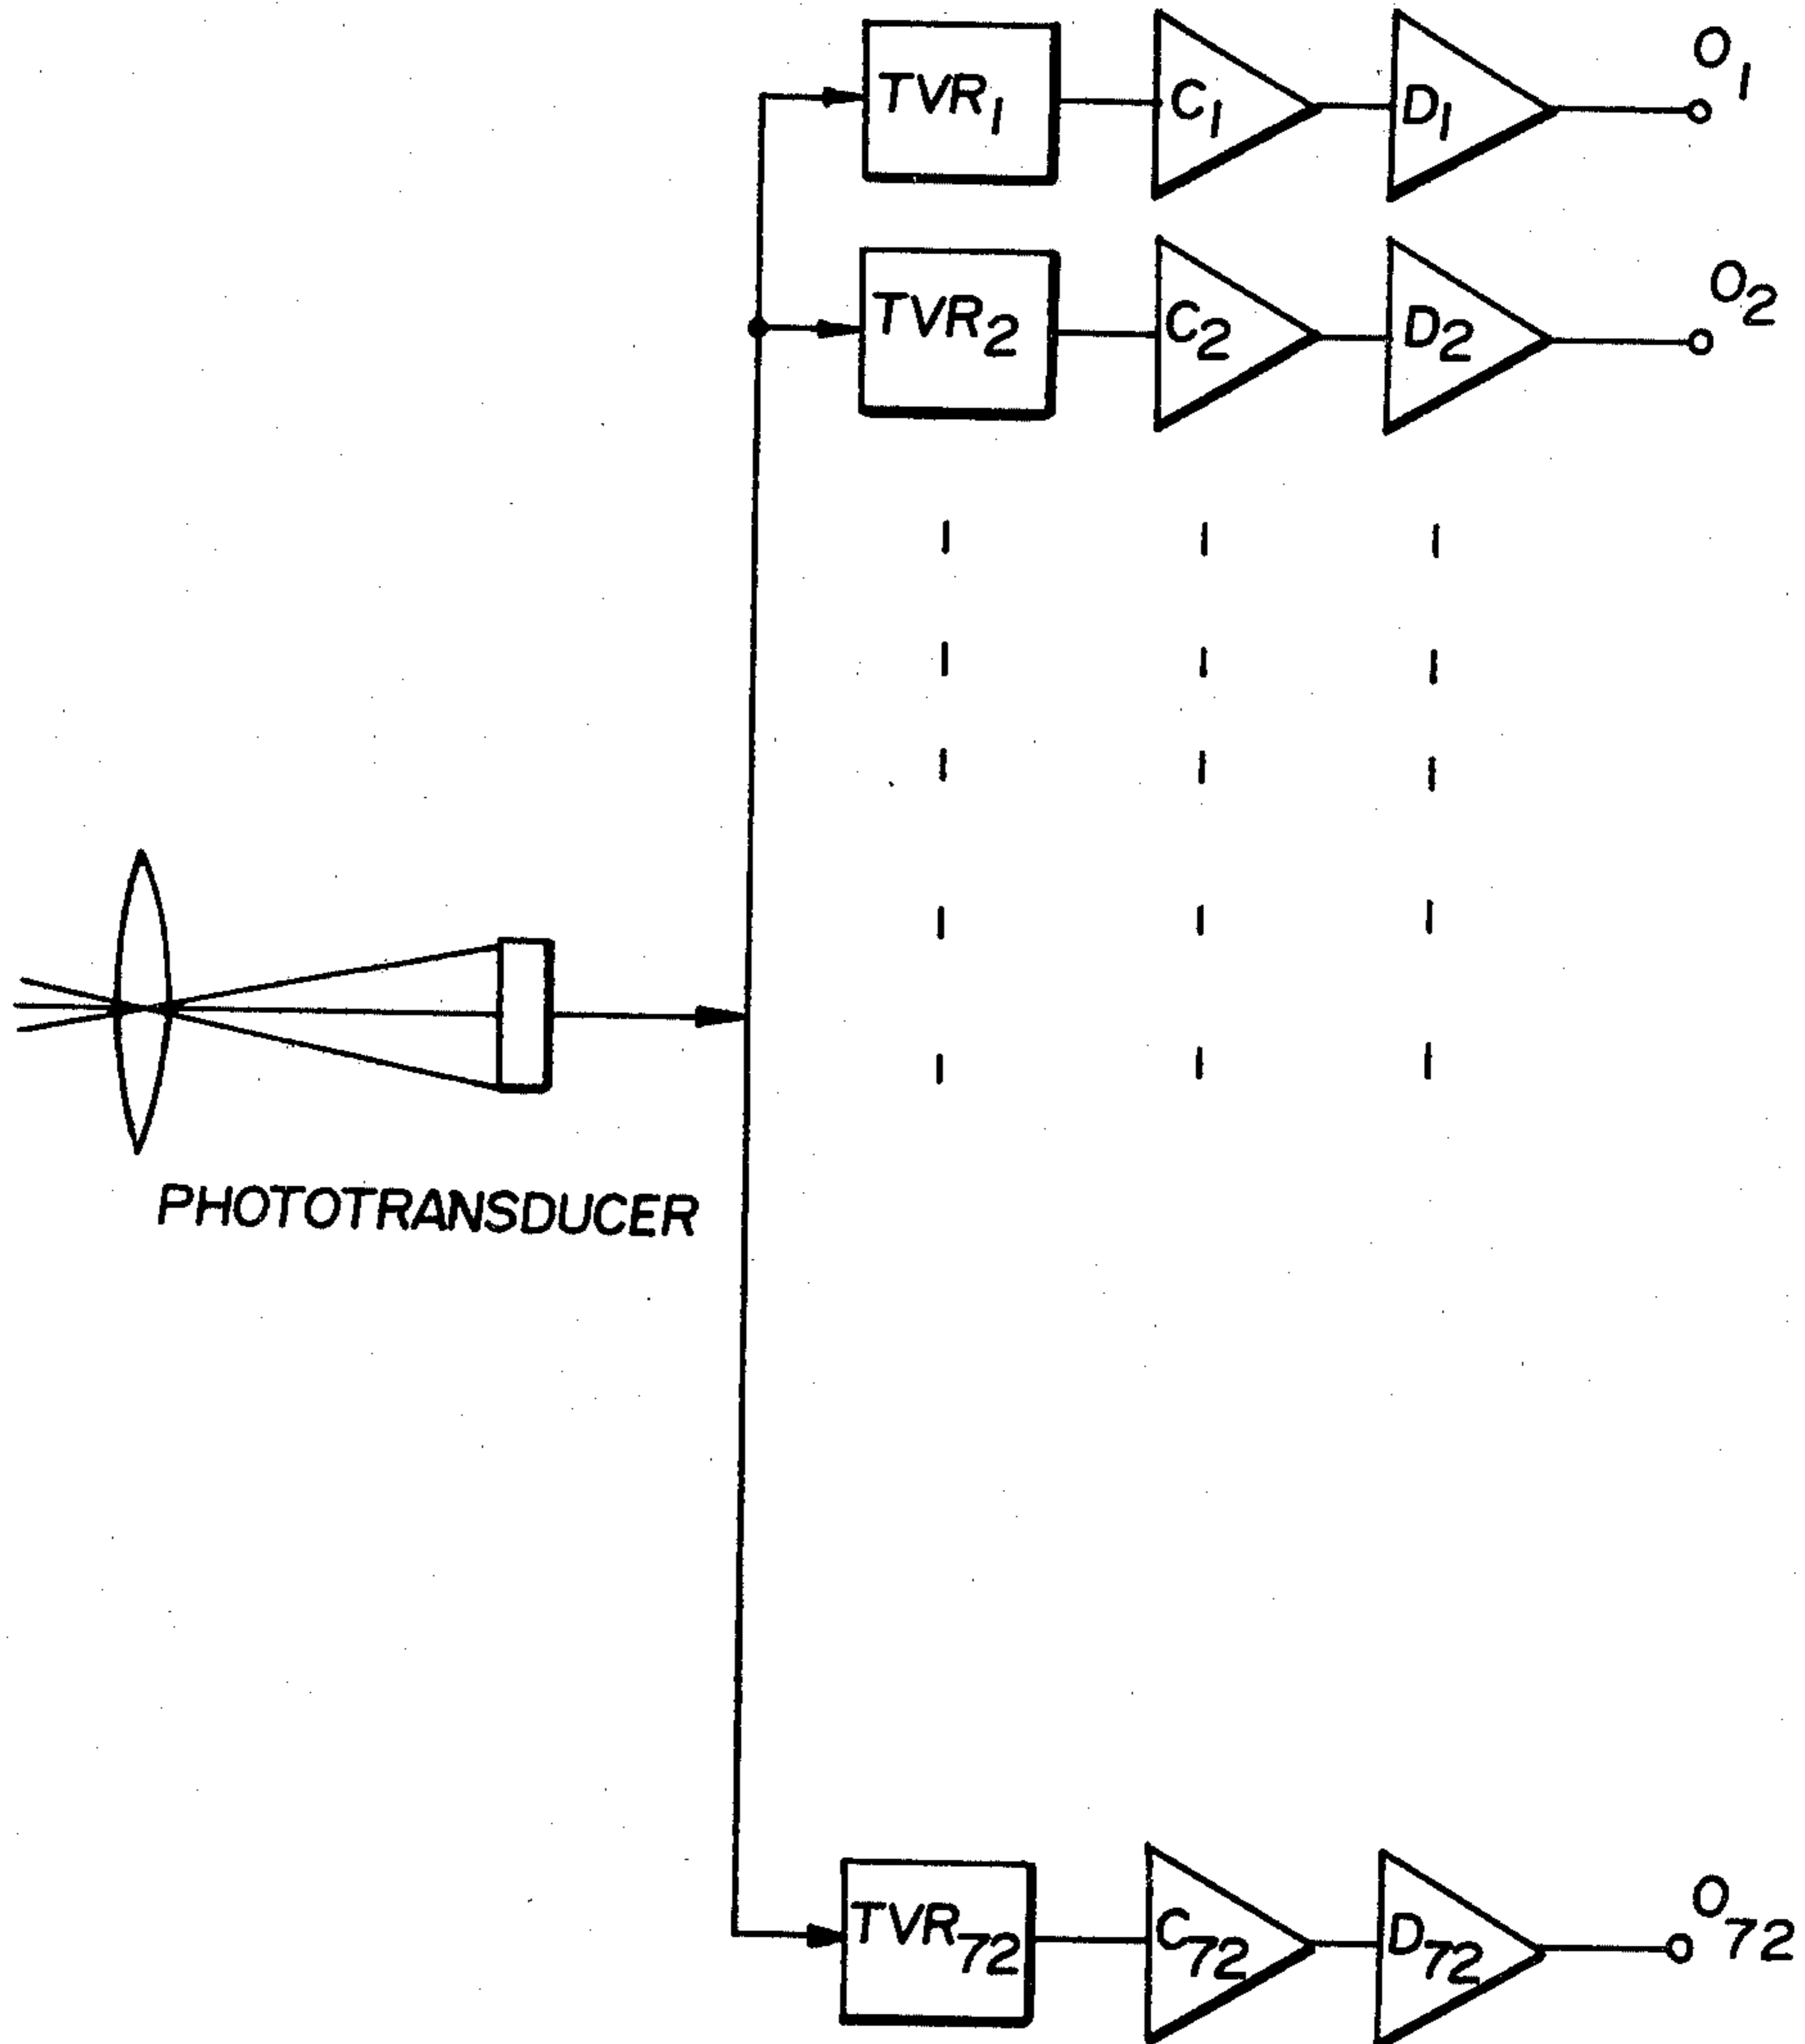 TVR1 C1 D1 O1
TVR2 C2 D2 O2
PHOTOTRANSDUCER
TVR72 C72 D72 O72